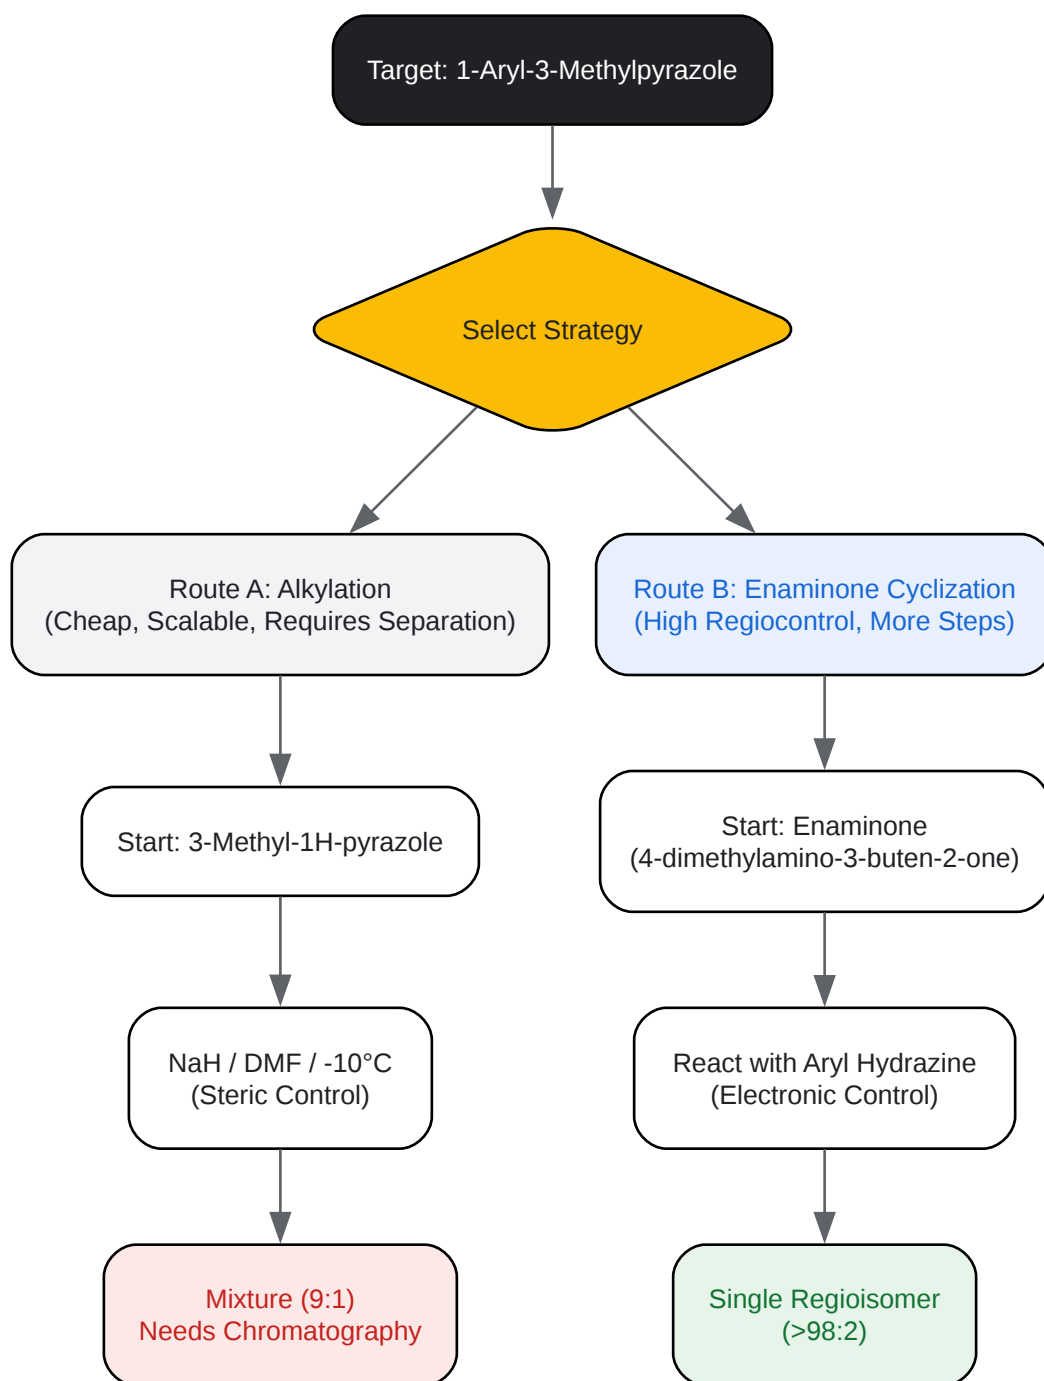 Target: 1-Aryl-3-Methylpyrazole
Select Strategy
Route A: Alkylation
(Cheap, Scalable, Requires Separation)
Route B: Enaminone Cyclization
(High Regiocontrol, More Steps)
Start: 3-Methyl-1H-pyrazole
Start: Enaminone
(4-dimethylamino-3-buten-2-one)
NaH / DMF / -10°C
(Steric Control)
React with Aryl Hydrazine
(Electronic Control)
Mixture (9:1)
Needs Chromatography
Single Regioisomer
(>98:2)